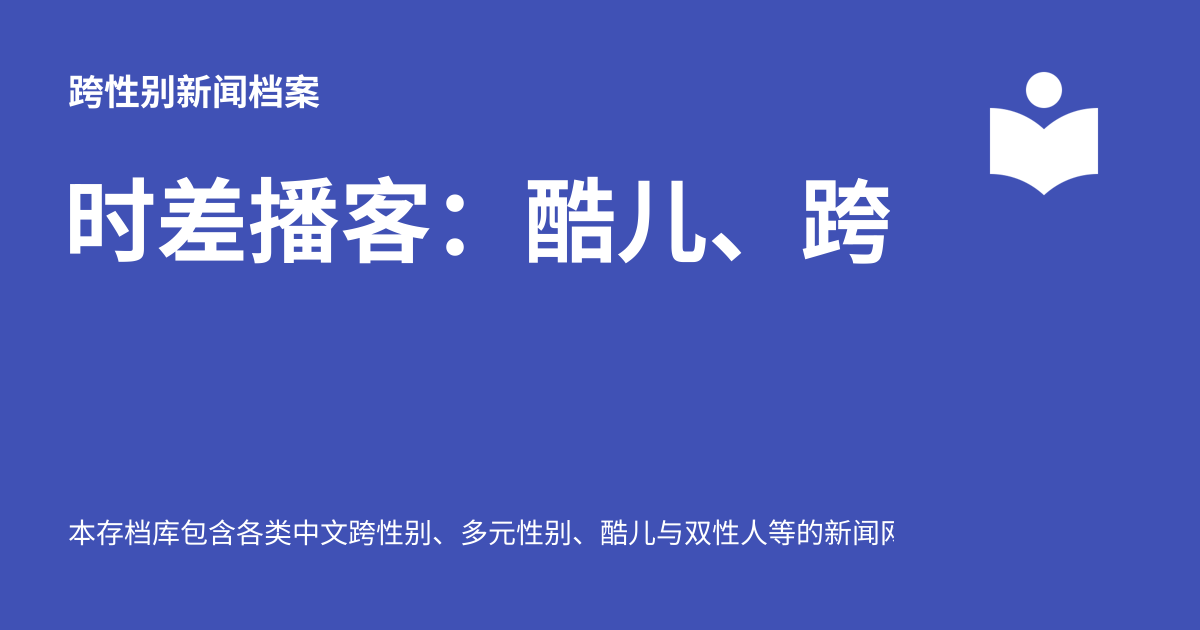 跨性别新闻档案
时差播客：酷儿、跨
本存档库包含各类中文跨性别、多元性别、酷儿与双性人等的新闻网